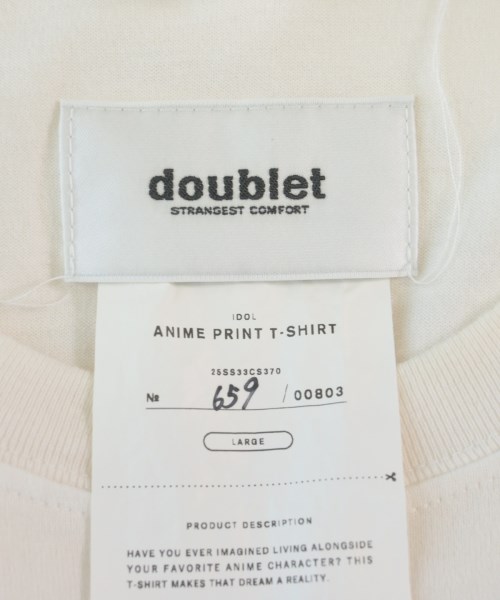 doublet
STRANGEST COMFORT
IDOL
ANIME PRINT T-SHIRT
25SS33CS370
№ 659 / 00803
LARGE
PRODUCT DESCRIPTION
HAVE YOU EVER IMAGINED LIVING ALONGSIDE
YOUR FAVORITE ANIME CHARACTER? THIS
T-SHIRT MAKES THAT DREAM A REALITY.